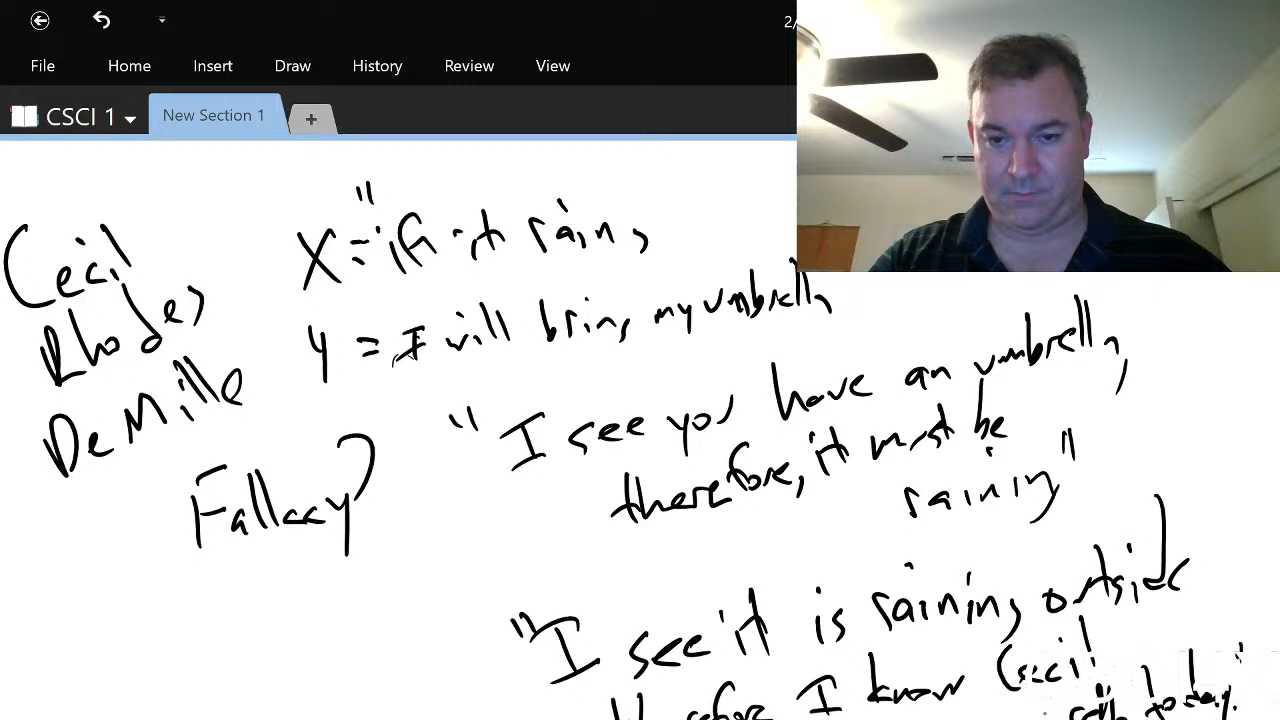 2/
File Home Insert Draw History Review View
CSCI 1 New Section 1 +
Cecil
Rhodes
DeMille
X = "if it rains,
Y = I will bring my umbrella
Fallacy?
"I see you have an umbrella,
therefore, it must be
raining"
"I see it is raining outside
therefore I know Cecil
today."